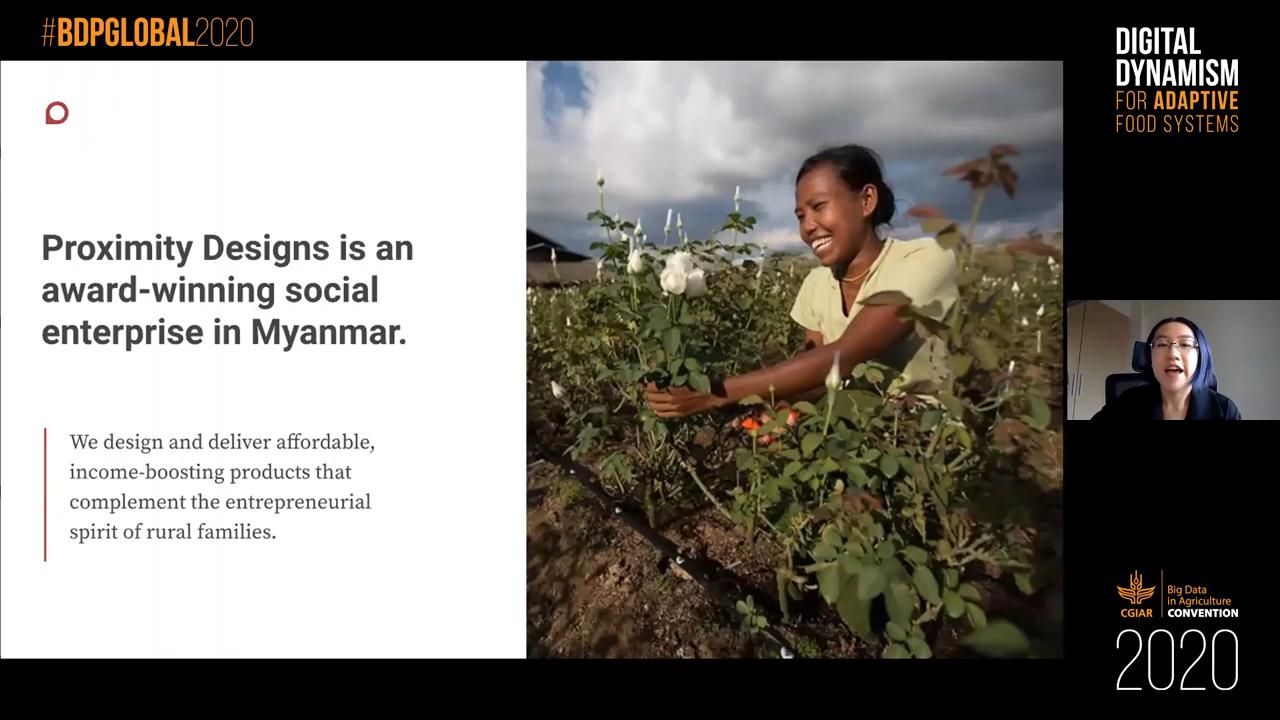 #BDPGLOBAL2020
DIGITAL
DYNAMISM
FOR ADAPTIVE
FOOD SYSTEMS
Proximity Designs is an
award-winning social
enterprise in Myanmar.
We design and deliver affordable,
income-boosting products that
complement the entrepreneurial
spirit of rural families.
CGIAR
Big Data
in Agriculture
CONVENTION
2020